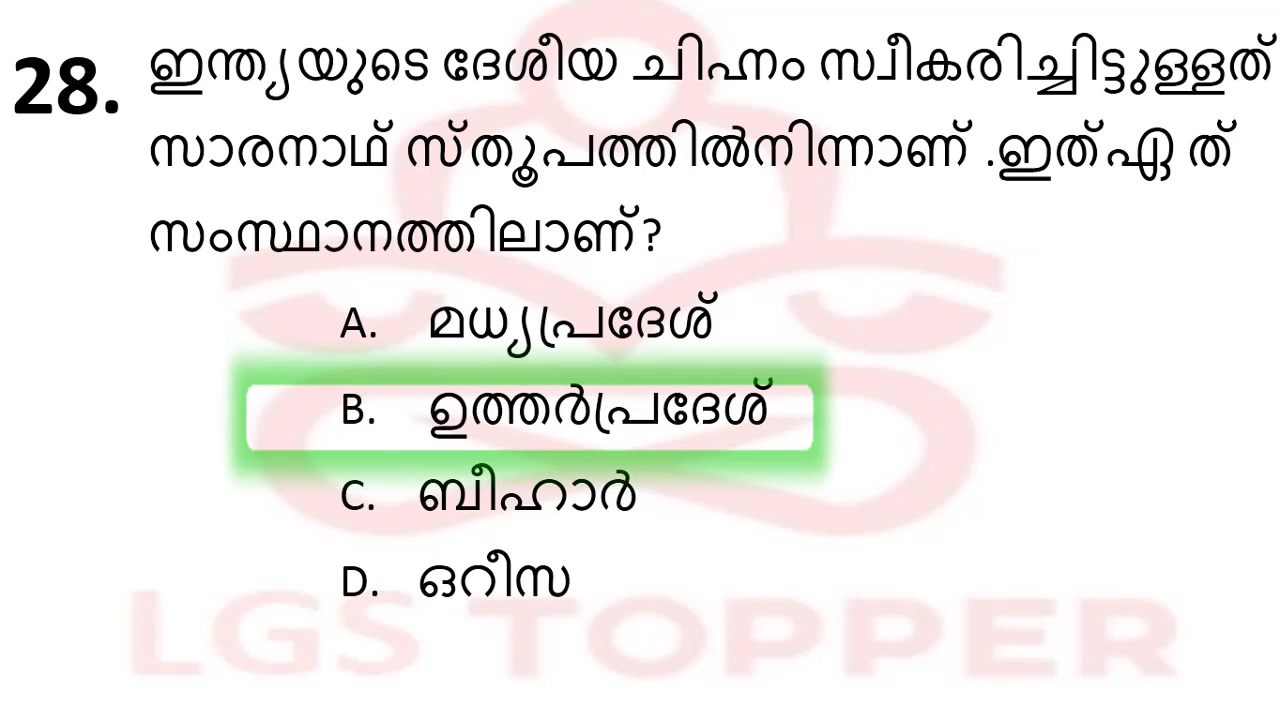 28. ഇന്ത്യയുടെ ദേശീയ ചിഹ്നം സ്വീകരിച്ചിട്ടുള്ളത്
സാരനാഥ് സ്തൂപത്തിൽനിന്നാണ് .ഇത്ഏ ത്
സംസ്ഥാനത്തിലാണ്?
A. മധ്യപ്രദേശ്
B. ഉത്തർപ്രദേശ്
C. ബീഹാർ
D. ഒറീസ
LGS TOPPER